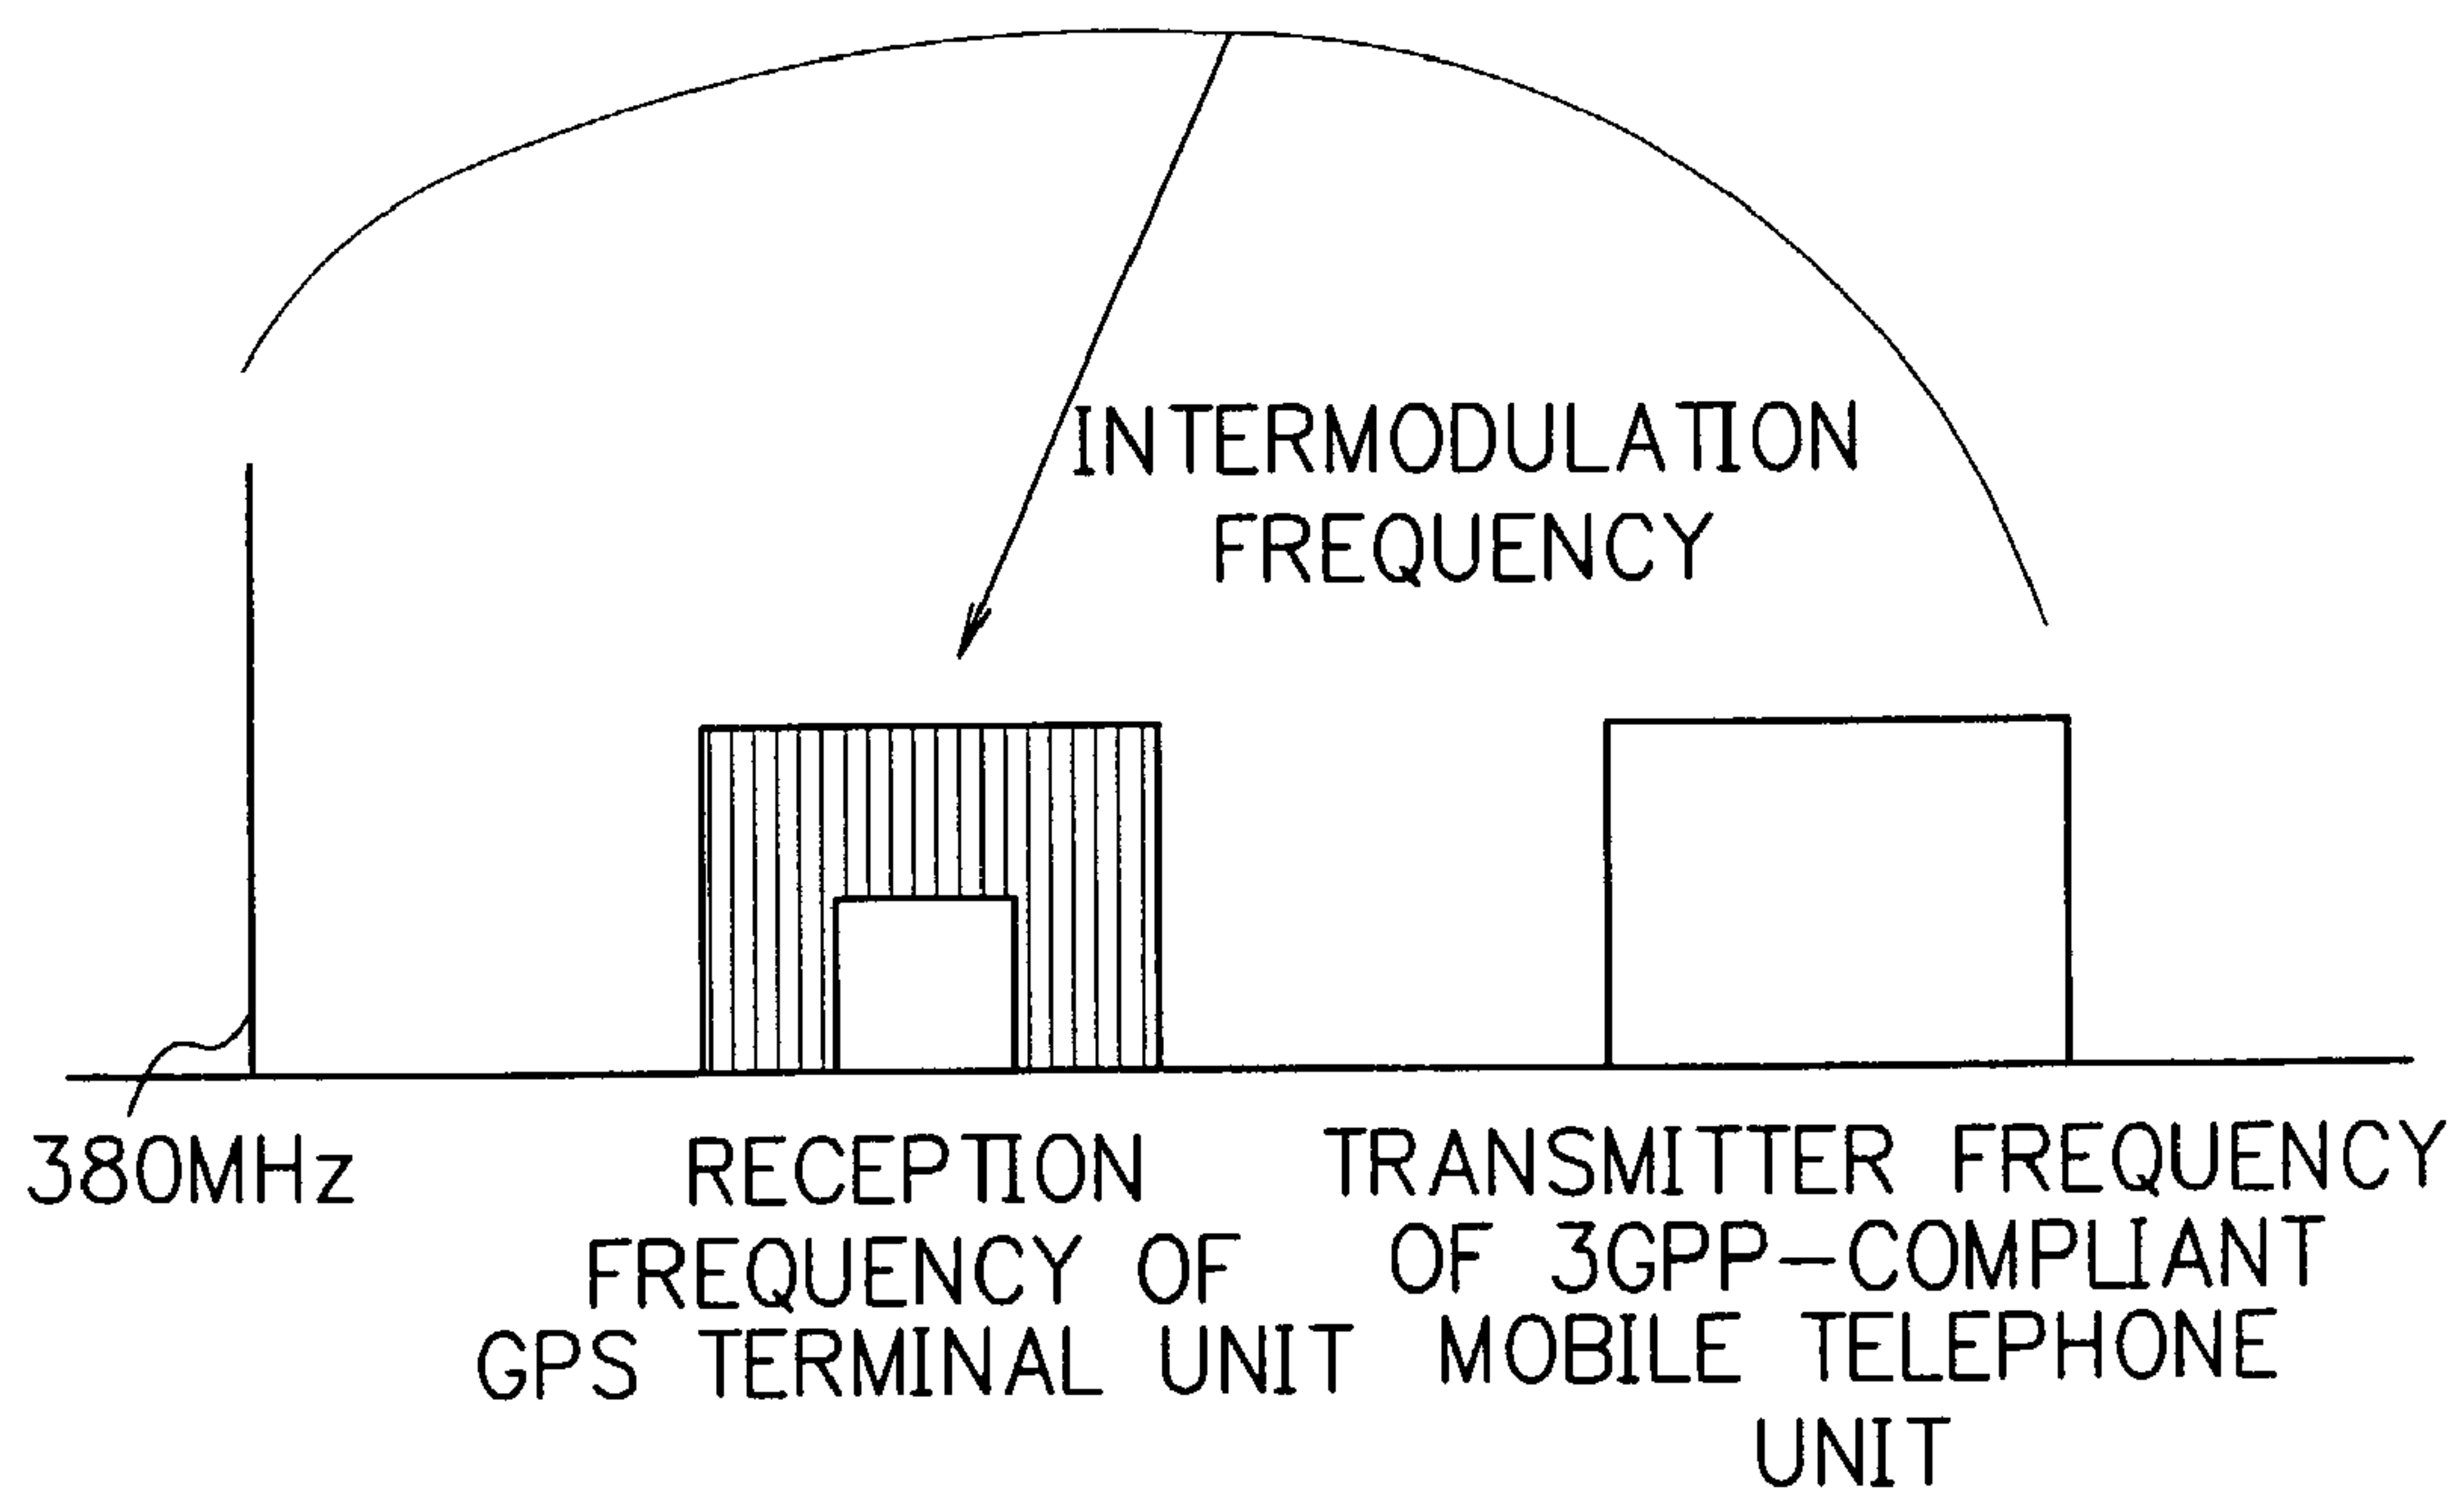 INTERMODULATION
FREQUENCY
380MHz
RECEPTION
FREQUENCY OF
GPS TERMINAL UNIT
TRANSMITTER FREQUENCY
OF 3GPP-COMPLIANT
MOBILE TELEPHONE
UNIT